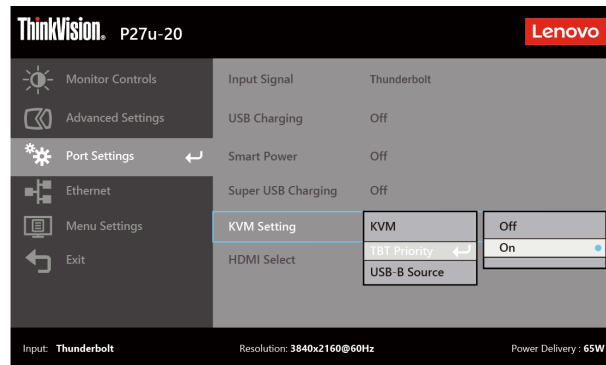 ThinkVision® P27u-20
Lenovo
Monitor Controls
Advanced Settings
Port Settings
Ethernet
Menu Settings
Exit
Input Signal Thunderbolt
USB Charging Off
Smart Power Off
Super USB Charging Off
KVM Setting
HDMI Select
KVM
TBT Priority
USB-B Source
Off
On
Input: Thunderbolt
Resolution: 3840x2160@60Hz
Power Delivery : 65W